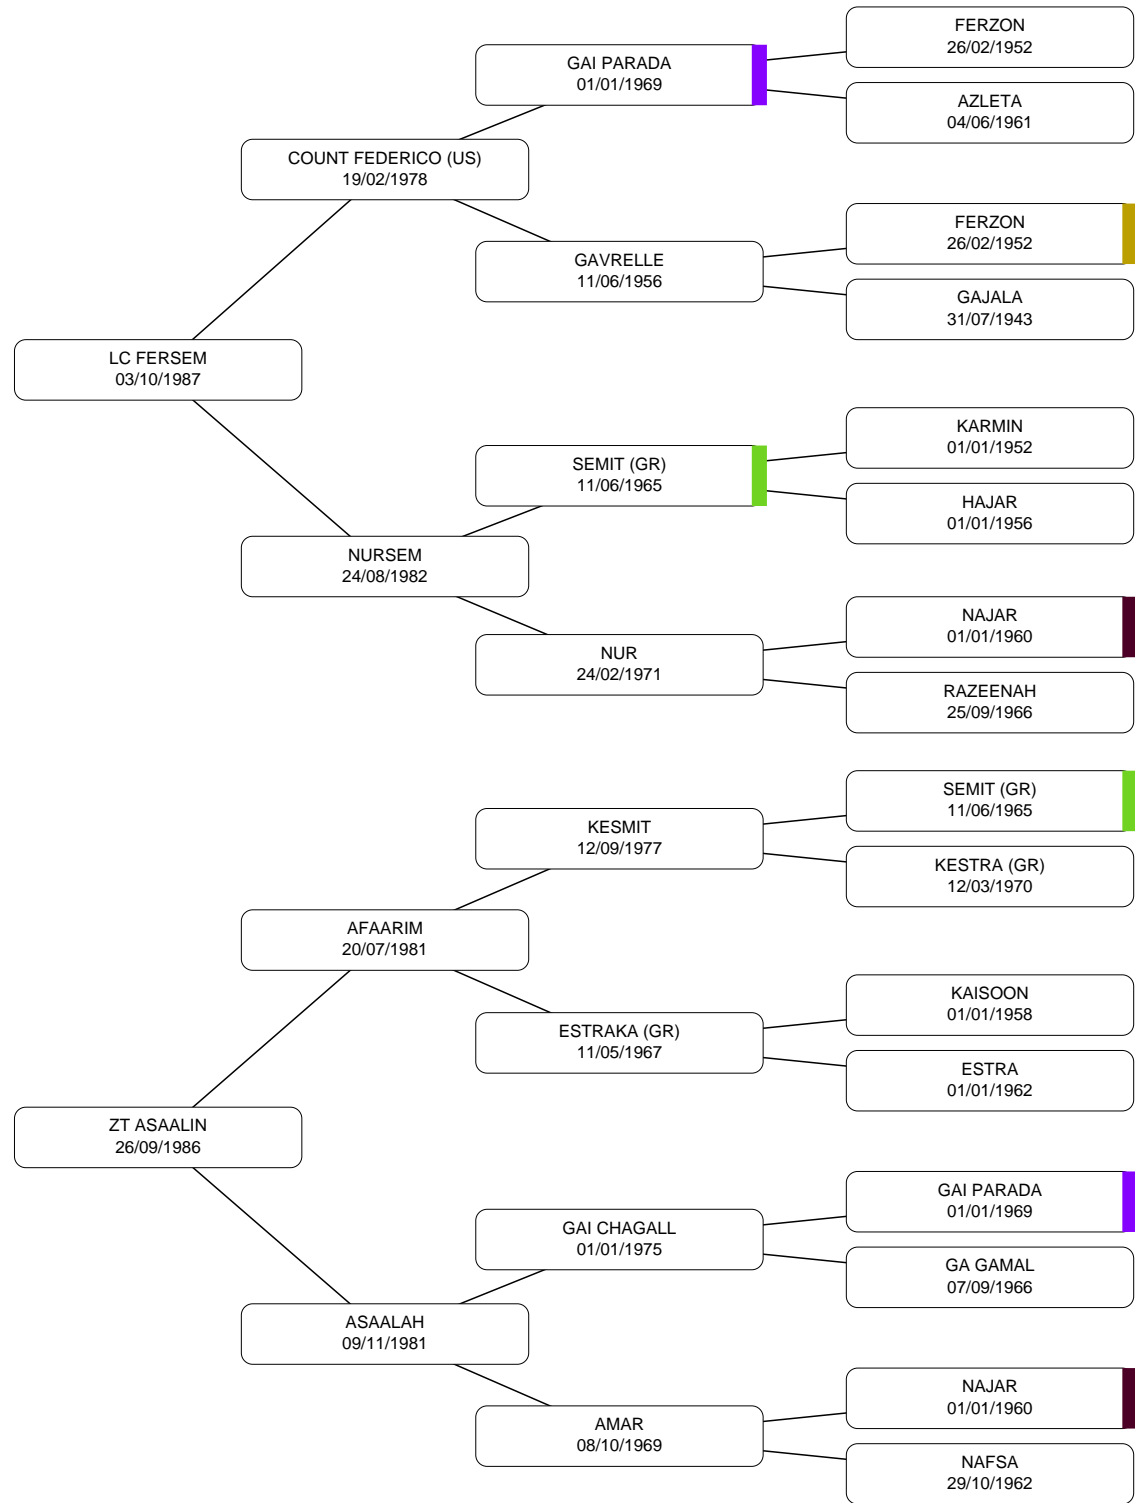 FERZON
26/02/1952
GAI PARADA
01/01/1969
AZLETA
04/06/1961
COUNT FEDERICO (US)
19/02/1978
FERZON
26/02/1952
GAVRELLE
11/06/1956
GAJALA
31/07/1943
LC FERSEM
03/10/1987
KARMIN
01/01/1952
SEMIT (GR)
11/06/1965
HAJAR
01/01/1956
NURSEM
24/08/1982
NAJAR
01/01/1960
NUR
24/02/1971
RAZEENAH
25/09/1966
SEMIT (GR)
11/06/1965
KESMIT
12/09/1977
KESTRA (GR)
12/03/1970
AFAARIM
20/07/1981
KAISOON
01/01/1958
ESTRAKA (GR)
11/05/1967
ESTRA
01/01/1962
ZT ASAALIN
26/09/1986
GAI PARADA
01/01/1969
GAI CHAGALL
01/01/1975
GA GAMAL
07/09/1966
ASAALAH
09/11/1981
NAJAR
01/01/1960
AMAR
08/10/1969
NAFSA
29/10/1962